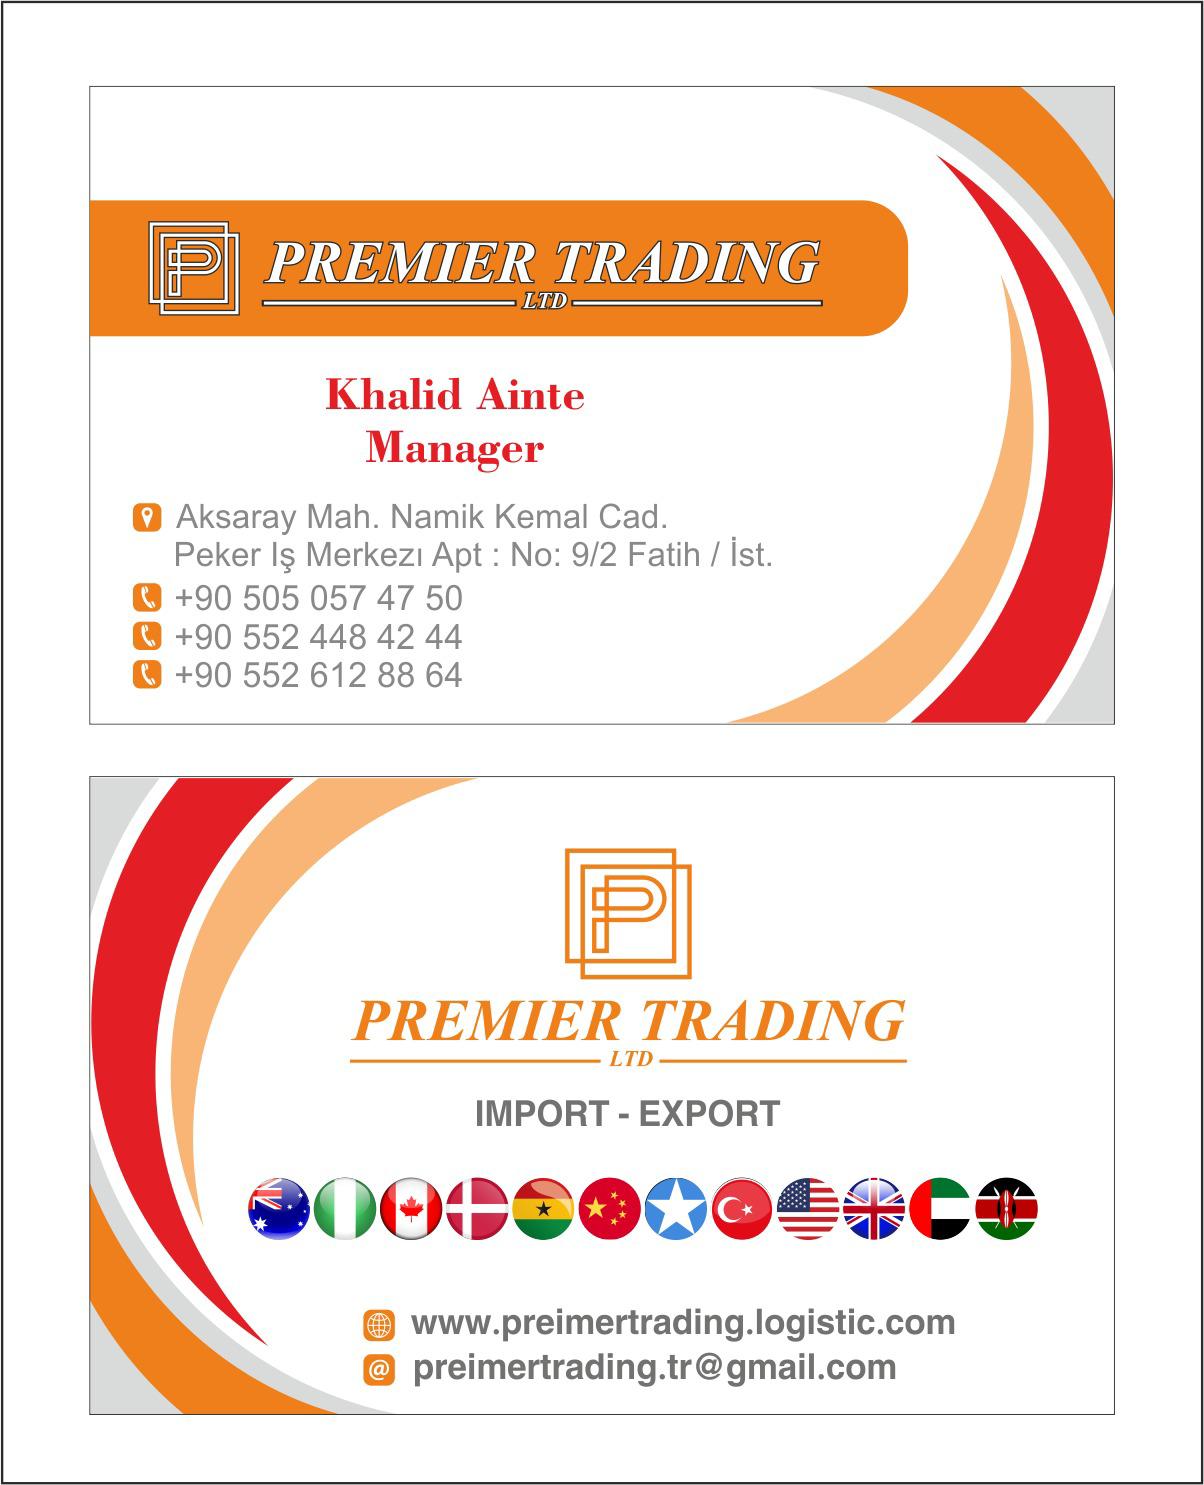 PREMIER TRADING
LTD
Khalid Ainte
Manager
Aksaray Mah. Namik Kemal Cad.
Peker Iş Merkezı Apt : No: 9/2 Fatih / İst.
+90 505 057 47 50
+90 552 448 42 44
+90 552 612 88 64
P
PREMIER TRADING
LTD
IMPORT - EXPORT
www.preimertrading.logistic.com
preimertrading.tr@gmail.com